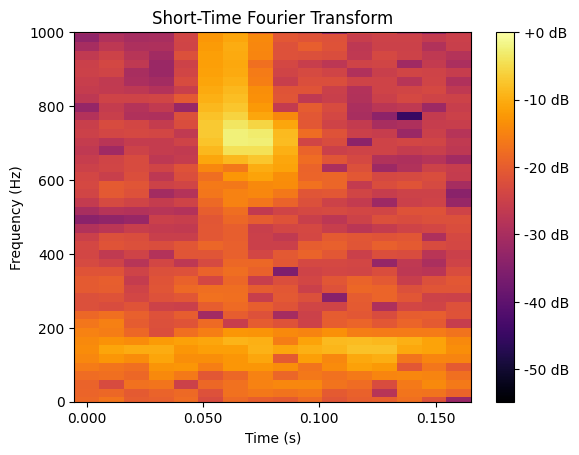 Short-Time Fourier Transform
1000
800
600
400
200
0
Frequency (Hz)
0.000
0.050
0.100
0.150
Time (s)
+0 dB
-10 dB
-20 dB
-30 dB
-40 dB
-50 dB